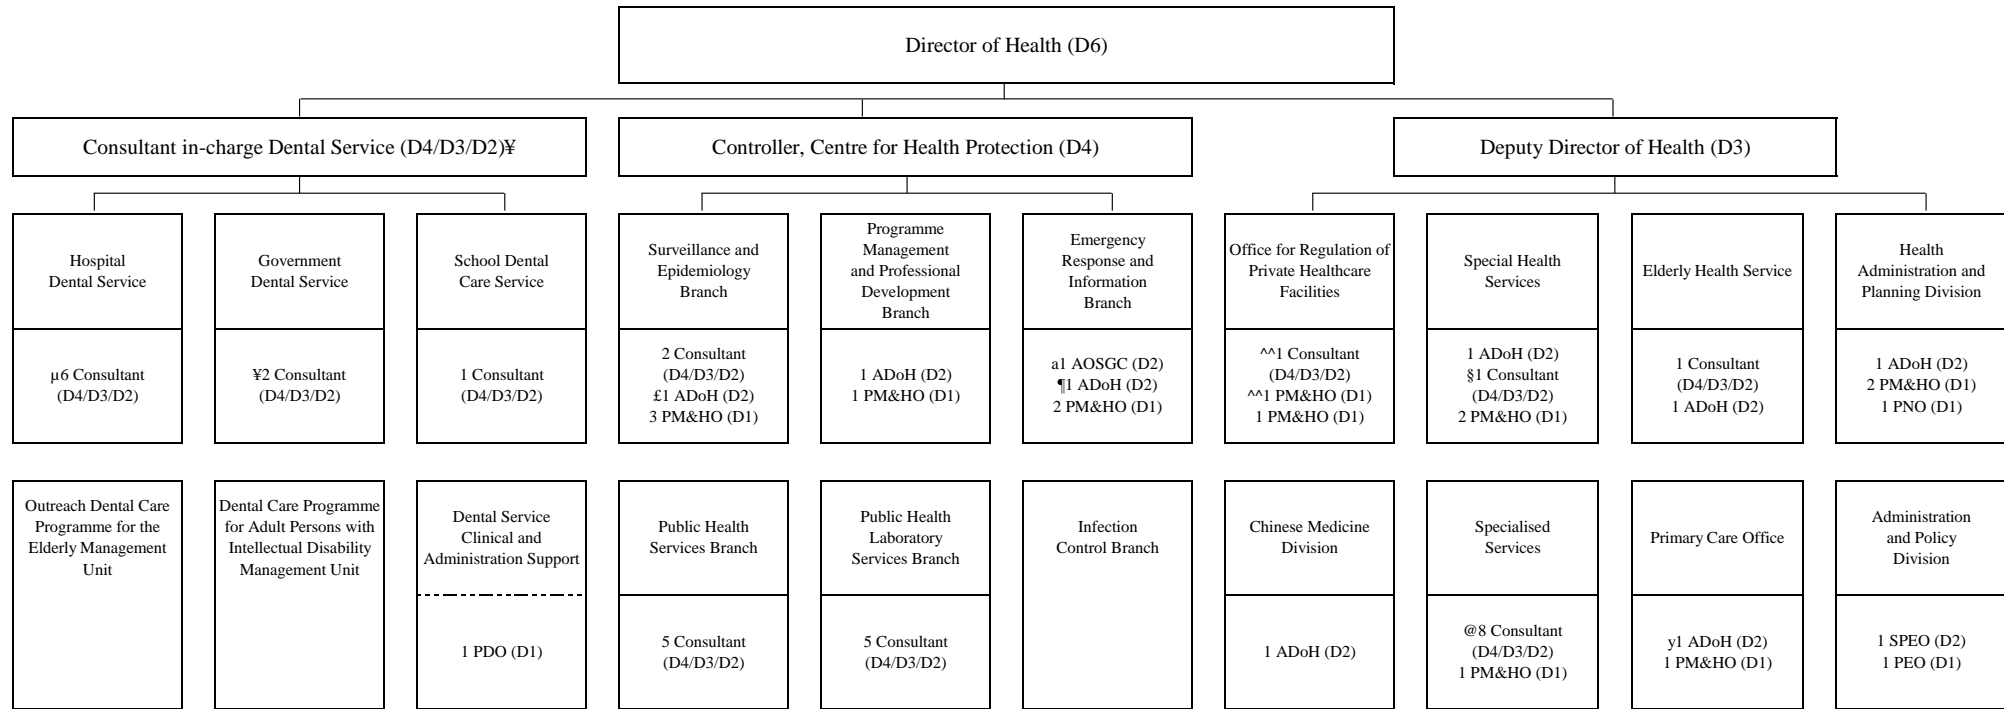 Director of Health (D6)
Consultant in-charge Dental Service (D4/D3/D2)¥
Controller, Centre for Health Protection (D4)
Deputy Director of Health (D3)
Hospital
Dental Service
Government
Dental Service
School Dental
Care Service
Surveillance and
Epidemiology
Branch
Programme
Management
and Professional
Development
Branch
Emergency
Response and
Information
Branch
Office for Regulation of
Private Healthcare
Facilities
Special Health
Services
Elderly Health Service
Health
Administration and
Planning Division
µ6 Consultant
(D4/D3/D2)
¥2 Consultant
(D4/D3/D2)
1 Consultant
(D4/D3/D2)
2 Consultant
(D4/D3/D2)
£1 ADoH (D2)
3 PM&HO (D1)
1 ADoH (D2)
1 PM&HO (D1)
a1 AOSGC (D2)
¶1 ADoH (D2)
2 PM&HO (D1)
^^1 Consultant
(D4/D3/D2)
^^1 PM&HO (D1)
1 PM&HO (D1)
1 ADoH (D2)
§1 Consultant
(D4/D3/D2)
2 PM&HO (D1)
1 Consultant
(D4/D3/D2)
1 ADoH (D2)
1 ADoH (D2)
2 PM&HO (D1)
1 PNO (D1)
Outreach Dental Care
Programme for the
Elderly Management
Unit
Dental Care Programme
for Adult Persons with
Intellectual Disability
Management Unit
Dental Service
Clinical and
Administration Support
1 PDO (D1)
Public Health
Services Branch
5 Consultant
(D4/D3/D2)
Public Health
Laboratory
Services Branch
5 Consultant
(D4/D3/D2)
Infection
Control Branch
Chinese Medicine
Division
1 ADoH (D2)
Specialised
Services
@8 Consultant
(D4/D3/D2)
1 PM&HO (D1)
Primary Care Office
y1 ADoH (D2)
1 PM&HO (D1)
Administration
and Policy
Division
1 SPEO (D2)
1 PEO (D1)